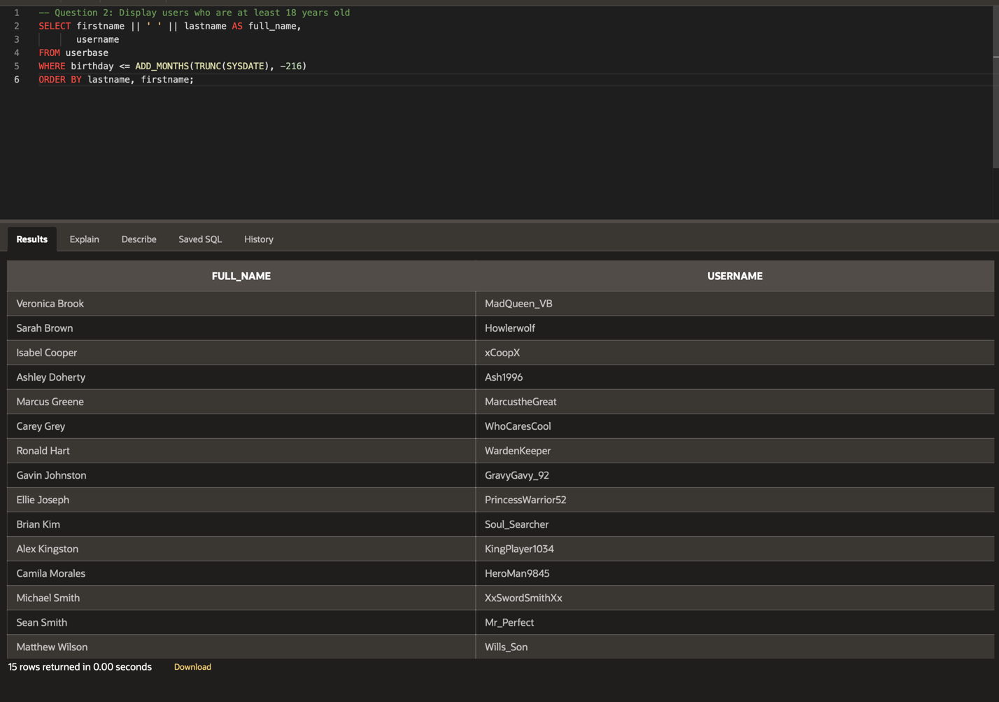 1 -- Question 2: Display users who are at least 18 years old
2 SELECT firstname || ' ' || lastname AS full_name,
3 username
4 FROM userbase
5 WHERE birthday <= ADD_MONTHS(TRUNC(SYSDATE), -216)
6 ORDER BY lastname, firstname;
Results Explain Describe Saved SQL History
FULL_NAME USERNAME
Veronica Brook MadQueen_VB
Sarah Brown Howlerwolf
Isabel Cooper xCoopX
Ashley Doherty Ash1996
Marcus Greene MarcustheGreat
Carey Grey WhoCaresCool
Ronald Hart WardenKeeper
Gavin Johnston GravyGavy_92
Ellie Joseph PrincessWarrior52
Brian Kim Soul_Searcher
Alex Kingston KingPlayer1034
Camila Morales HeroMan9845
Michael Smith XxSwordSmithXx
Sean Smith Mr_Perfect
Matthew Wilson Wills_Son
15 rows returned in 0.00 seconds Download